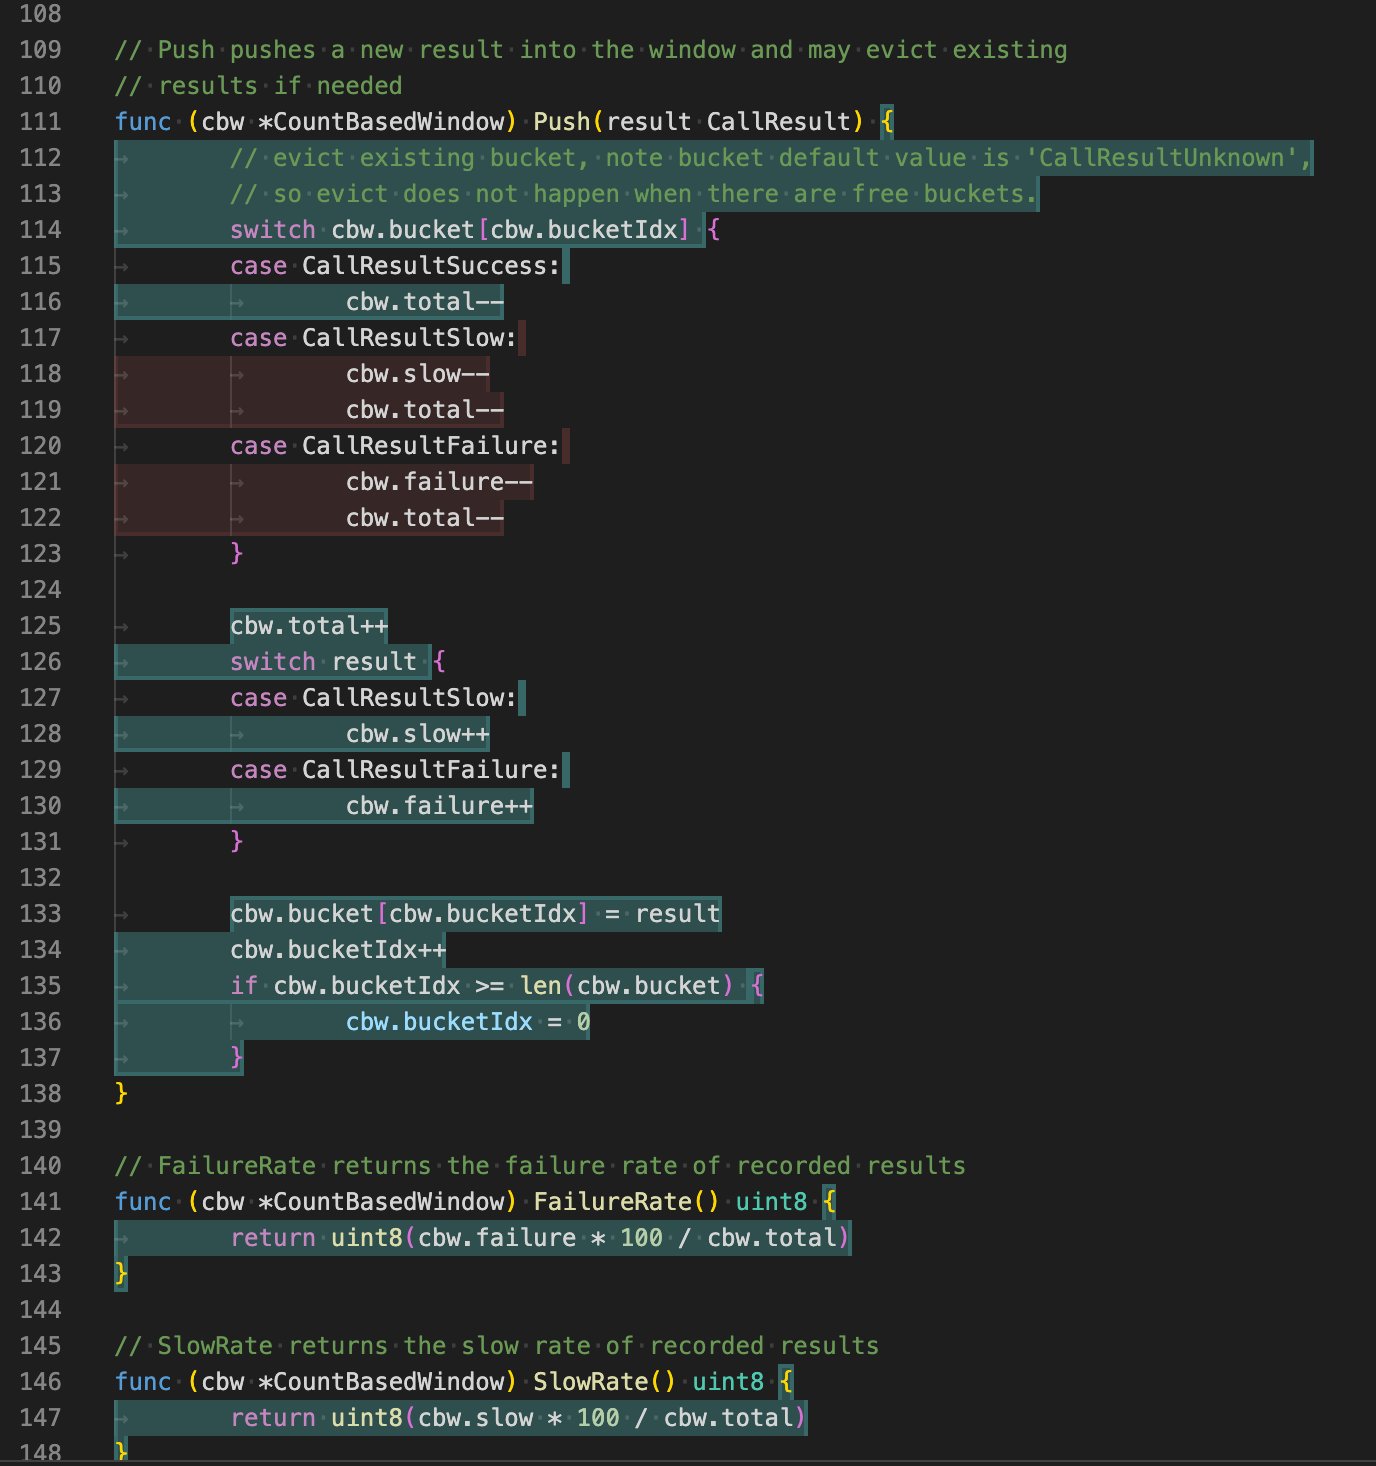 108
109 // Push pushes a new result into the window and may evict existing
110 // results if needed
111 func (cbw *CountBasedWindow) Push(result CallResult) {
112 // evict existing bucket, note bucket default value is 'CallResultUnknown',
113 // so evict does not happen when there are free buckets.
114 switch cbw.bucket[cbw.bucketIdx] {
115 case CallResultSuccess:
116 cbw.total--
117 case CallResultSlow:
118 cbw.slow--
119 cbw.total--
120 case CallResultFailure:
121 cbw.failure--
122 cbw.total--
123 }
124
125 cbw.total++
126 switch result {
127 case CallResultSlow:
128 cbw.slow++
129 case CallResultFailure:
130 cbw.failure++
131 }
132
133 cbw.bucket[cbw.bucketIdx] = result
134 cbw.bucketIdx++
135 if cbw.bucketIdx >= len(cbw.bucket) {
136 cbw.bucketIdx = 0
137 }
138 }
139
140 // FailureRate returns the failure rate of recorded results
141 func (cbw *CountBasedWindow) FailureRate() uint8 {
142 return uint8(cbw.failure * 100 / cbw.total)
143 }
144
145 // SlowRate returns the slow rate of recorded results
146 func (cbw *CountBasedWindow) SlowRate() uint8 {
147 return uint8(cbw.slow * 100 / cbw.total)
148 }